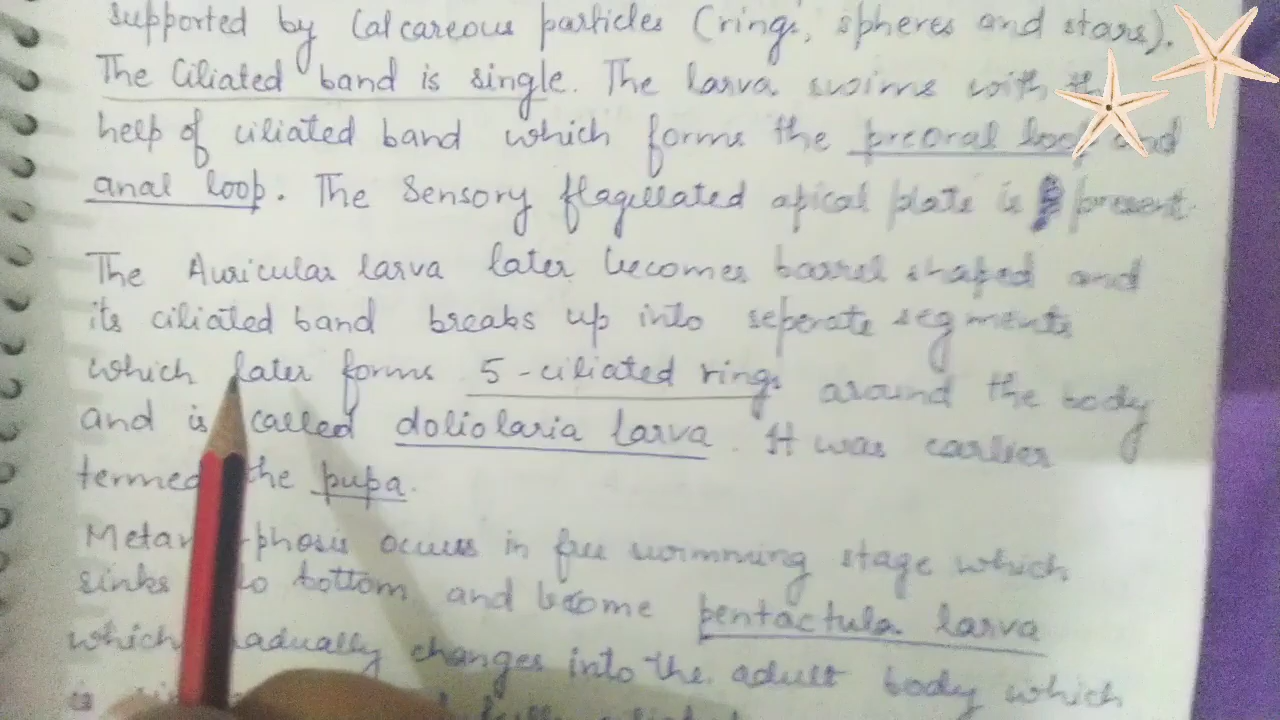 supported by Calcareous particles (rings, spheres and stars).
The Ciliated band is single. The larva swims with
help of ciliated band which forms the preoral loop and
anal loop. The Sensory flagellated apical plate is present
The Auricular larva later becomes barrel shaped and
its ciliated band breaks up into seperate segments
which later forms 5-ciliated rings around the body
and is called doliolaria larva. It was earlier
termed the pupa.
Metamorphosis occurs in free swimming stage which
sinks to bottom and become pentactula larva
which gradually changes into the adult body which
is